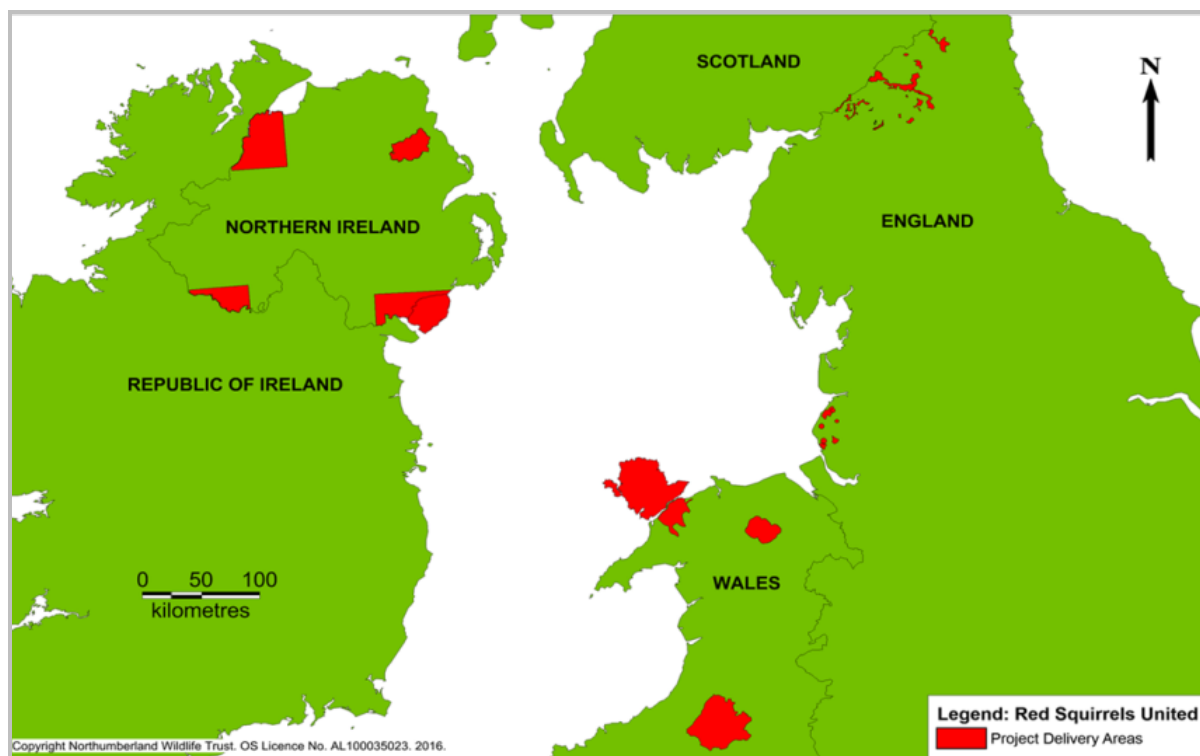 SCOTLAND
N
NORTHERN IRELAND
ENGLAND
REPUBLIC OF IRELAND
0 50 100
kilometres
WALES
Legend: Red Squirrels United
Project Delivery Areas
Copyright Northumberland Wildlife Trust. OS Licence No. AL100035023. 2016.